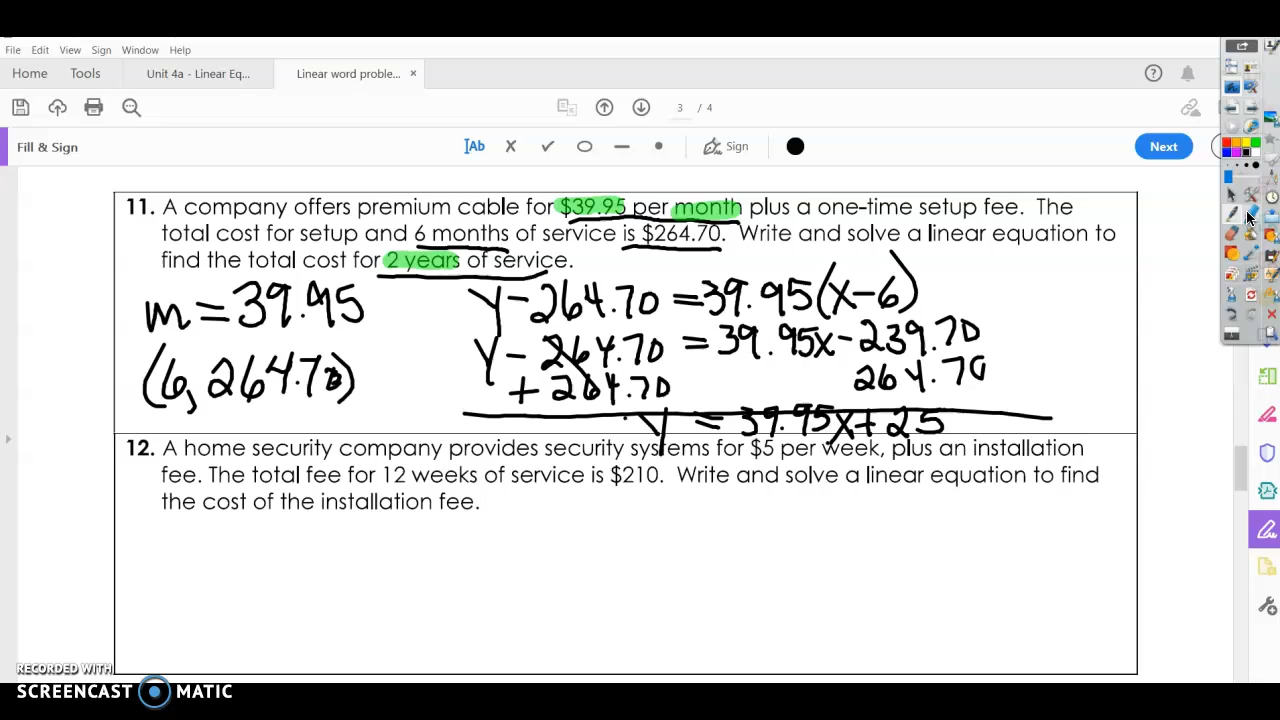 File Edit View Sign Window Help
Home Tools Unit 4a - Linear Eq... Linear word proble... ×
3 / 4
Fill & Sign
Ab Sign Next
11. A company offers premium cable for $39.95 per month plus a one-time setup fee. The
total cost for setup and 6 months of service is $264.70. Write and solve a linear equation to
find the total cost for 2 years of service.
m = 39.95
(6, 264.70)
y - 264.70 = 39.95(x - 6)
y - 264.70 = 39.95x - 239.70
+ 264.70 264.70
y = 39.95x + 25
12. A home security company provides security systems for $5 per week, plus an installation
fee. The total fee for 12 weeks of service is $210. Write and solve a linear equation to find
the cost of the installation fee.
RECORDED WITH
SCREENCAST MATIC